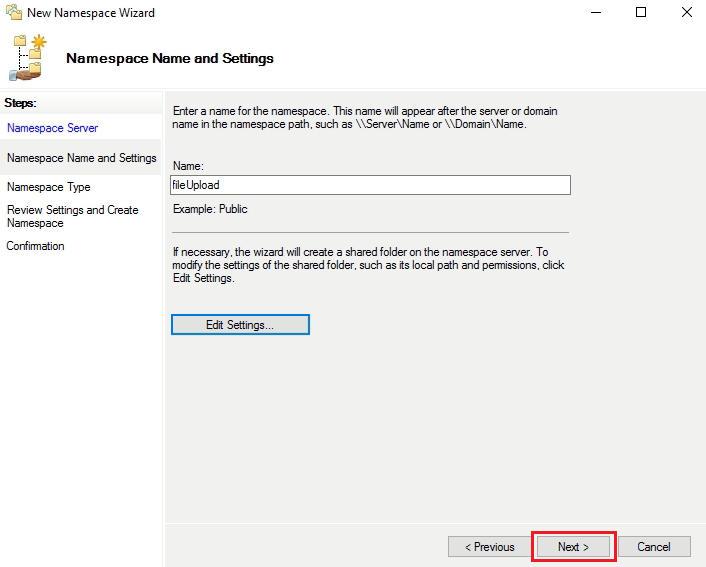 New Namespace Wizard
Namespace Name and Settings
Steps:
Namespace Server
Namespace Name and Settings
Namespace Type
Review Settings and Create
Namespace
Confirmation
Enter a name for the namespace. This name will appear after the server or domain
name in the namespace path, such as \\Server\Name or \\Domain\Name.
Name:
fileUpload
Example: Public
If necessary, the wizard will create a shared folder on the namespace server. To
modify the settings of the shared folder, such as its local path and permissions, click
Edit Settings.
Edit Settings...
< Previous
Next >
Cancel